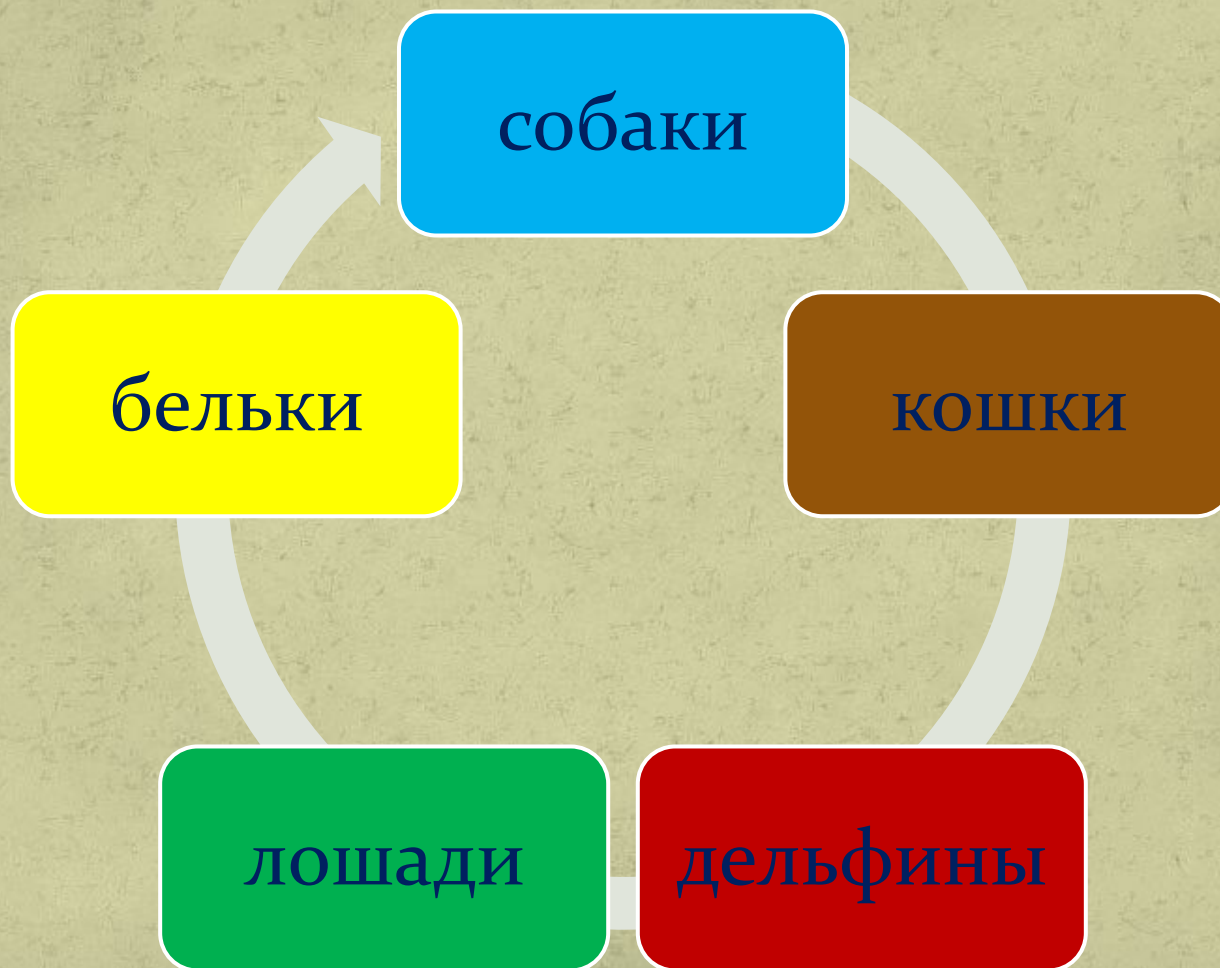 собаки
кошки
дельфины
лошади
бельки